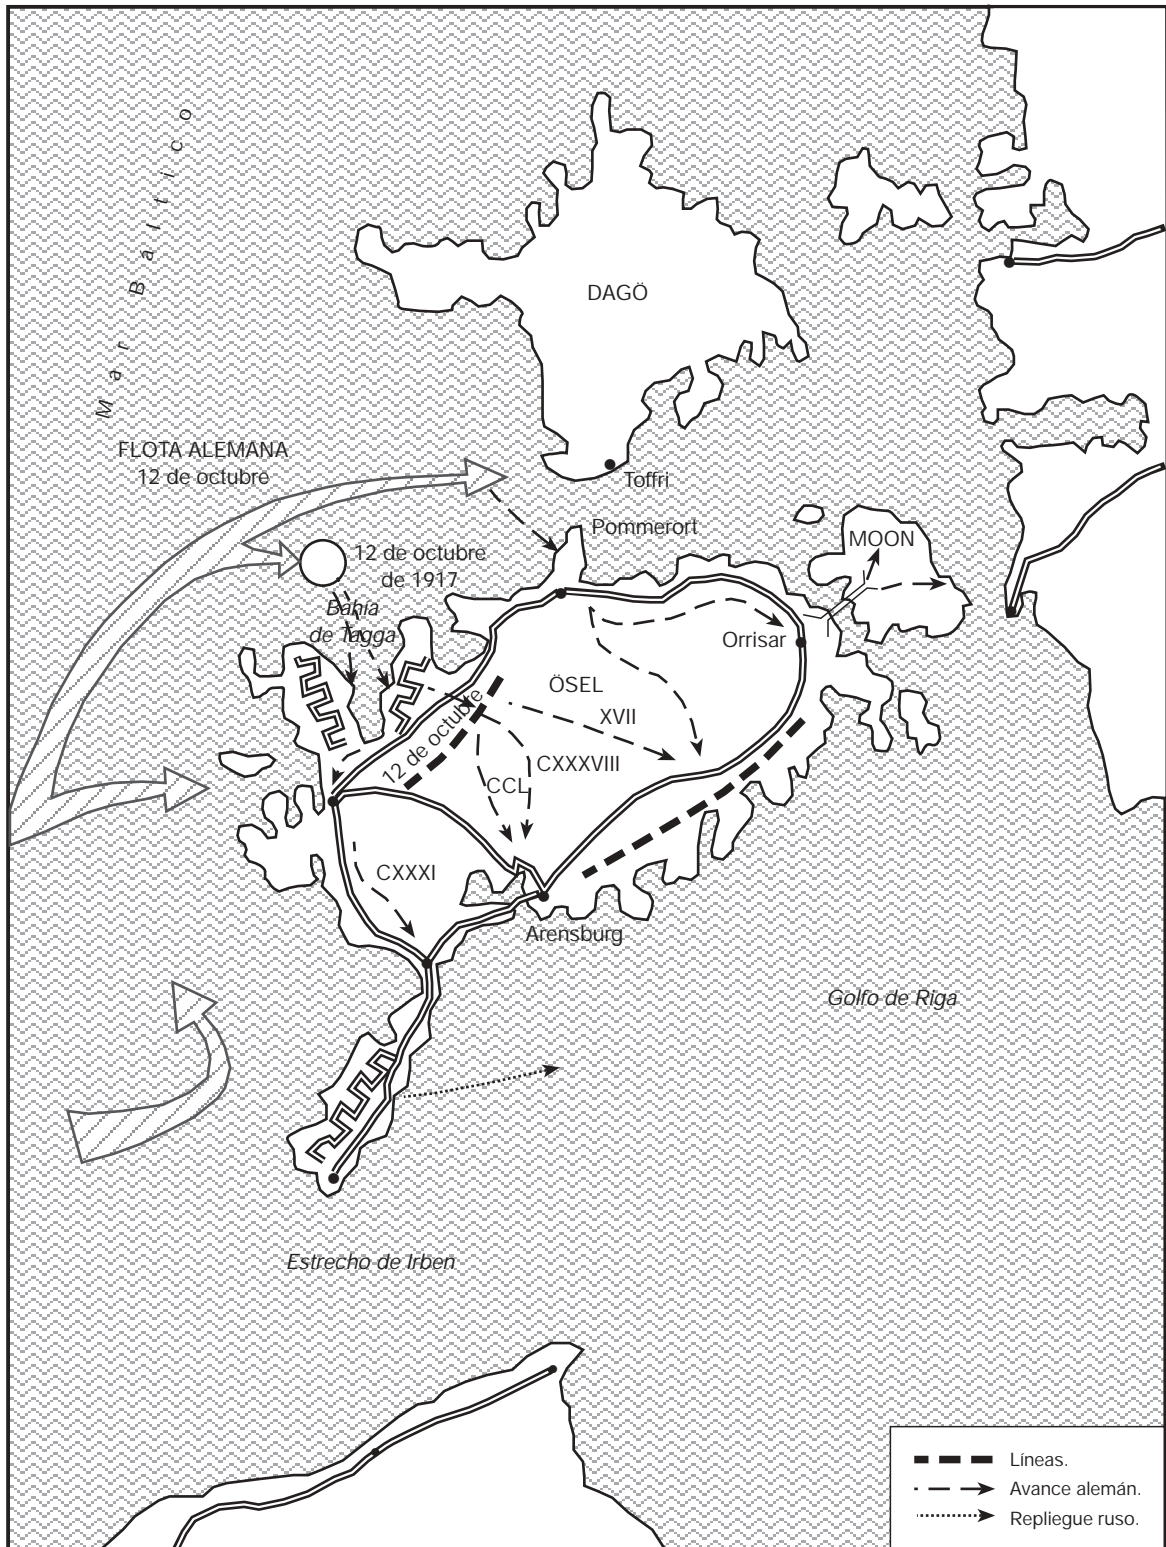 Mar Báltico
DAGÖ
FLOTA ALEMANA
12 de octubre
Toffri
Pommerort
MOON
12 de octubre
de 1917
Bahía
de Tagga
Orrisar
ÖSEL
XVII
12 de octubre
CXXXVIII
CCL
CXXXI
Arensburg
Golfo de Riga
Estrecho de Irben
Líneas.
Avance alemán.
Repliegue ruso.